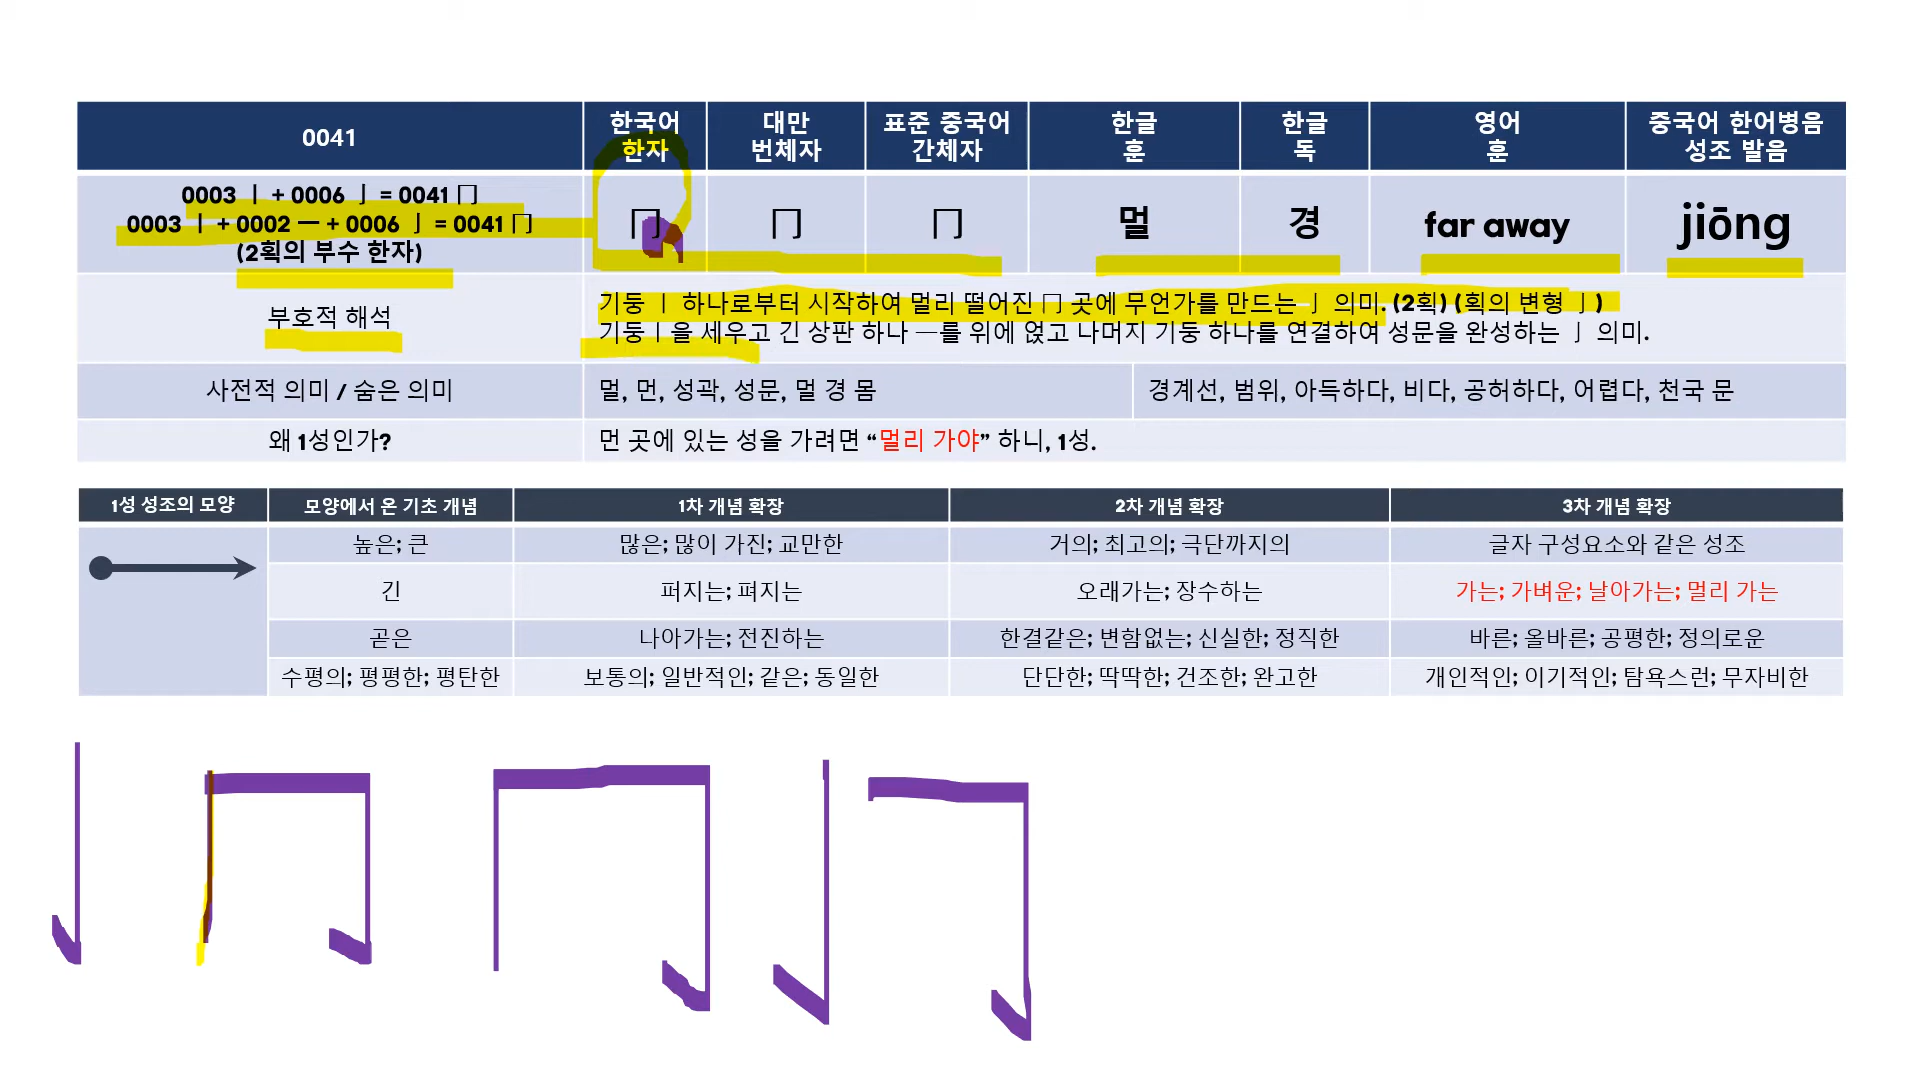 0041
한국어
한자
대만
번체자
표준 중국어
간체자
한글
훈
한글
독
영어
훈
중국어 한어병음
성조 발음
0003 丨 + 0006 亅 = 0041 冂
0003 丨 + 0002 一 + 0006 亅 = 0041 冂
(2획의 부수 한자)
冂
冂
冂
멀
경
far away
jiōng
부호적 해석
기둥 丨 하나로부터 시작하여 멀리 떨어진 冂 곳에 무언가를 만드는 亅 의미. (2획) (획의 변형 亅)
기둥丨을 세우고 긴 상판 하나 一를 위에 얹고 나머지 기둥 하나를 연결하여 성문을 완성하는 亅 의미.
사전적 의미 / 숨은 의미
멀, 먼, 성곽, 성문, 멀 경 몸
경계선, 범위, 아득하다, 비다, 공허하다, 어렵다, 천국 문
왜 1성인가?
먼 곳에 있는 성을 가려면 “멀리 가야” 하니, 1성.
1성 성조의 모양
모양에서 온 기초 개념
1차 개념 확장
2차 개념 확장
3차 개념 확장
높은; 큰
많은; 많이 가진; 교만한
거의; 최고의; 극단까지의
글자 구성요소와 같은 성조
긴
퍼지는; 펴지는
오래가는; 장수하는
가는; 가벼운; 날아가는; 멀리 가는
곧은
나아가는; 전진하는
한결같은; 변함없는; 신실한; 정직한
바른; 올바른; 공평한; 정의로운
수평의; 평평한; 평탄한
보통의; 일반적인; 같은; 동일한
단단한; 딱딱한; 건조한; 완고한
개인적인; 이기적인; 탐욕스런; 무자비한